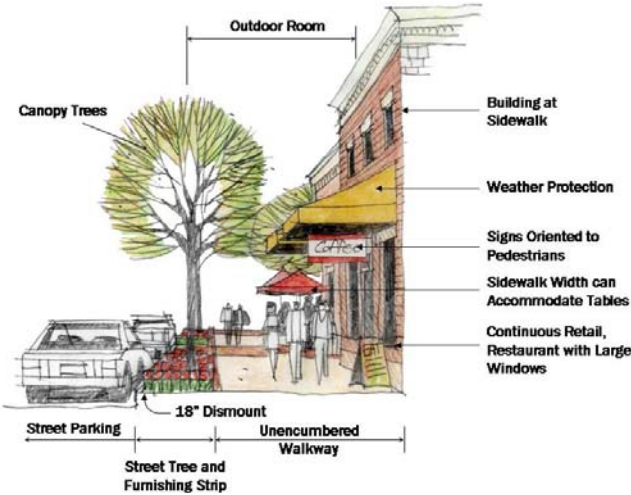 Outdoor Room
Canopy Trees
Building at
Sidewalk
Weather Protection
Signs Oriented to
Pedestrians
Coffee
Sidewalk Width can
Accommodate Tables
Continuous Retail,
Restaurant with Large
Windows
18" Dismount
Street Parking
Unencumbered
Walkway
Street Tree and
Furnishing Strip